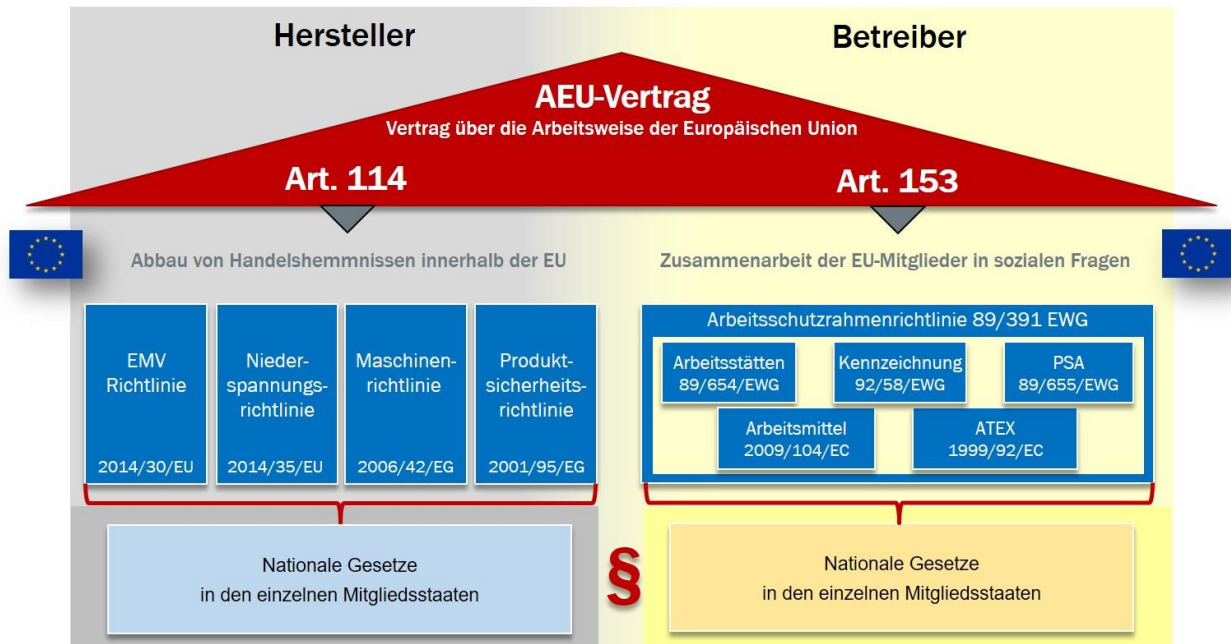 Hersteller
Betreiber
AEU-Vertrag
Vertrag über die Arbeitsweise der Europäischen Union
Art. 114
Art. 153
Abbau von Handelshemmnissen innerhalb der EU
Zusammenarbeit der EU-Mitglieder in sozialen Fragen
EMV
Richtlinie
2014/30/EU
Nieder-
spannungs-
richtlinie
2014/35/EU
Maschinen-
richtlinie
2006/42/EG
Produkt-
sicherheits-
richtlinie
2001/95/EG
Arbeitsschutzrahmenrichtlinie 89/391 EWG
Arbeitsstätten
89/654/EWG
Kennzeichnung
92/58/EWG
PSA
89/655/EWG
Arbeitsmittel
2009/104/EC
ATEX
1999/92/EC
Nationale Gesetze
in den einzelnen Mitgliedsstaaten
§
Nationale Gesetze
in den einzelnen Mitgliedsstaaten